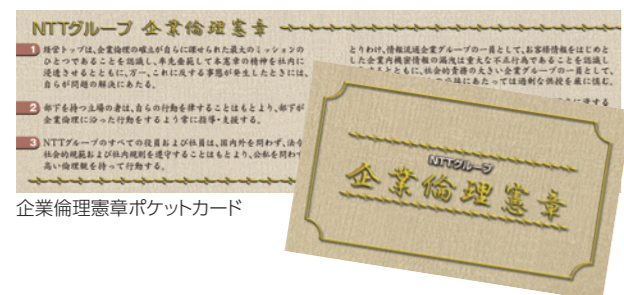 NTTグループ 企業倫理憲章
1 経営トップは、企業倫理の確立が自らに課せられた最大のミッションの
ひとつであることを認識し、率先垂範して本憲章の精神を社内に
浸透させるとともに、万一、これに反する事態が発生したときには、
自らが問題の解決にあたる。
2 部下を持つ立場の者は、自らの行動を律することはもとより、部下が
企業倫理に沿った行動をするよう常に指導・支援する。
3 NTTグループのすべての役員および社員は、国内外を問わず、法令
社会的規範および社内規則を遵守することはもとより、公私を問わず
高い倫理観を持って行動する。
とりわけ、情報流通企業グループの一員として、お客様情報をはじめと
した企業内機密情報の漏洩は重大な不正行為であることを認識し
とともに、社会的責務の大きい企業グループの一員として、
にあたっては過剰な供授を厳に慎む。
NTTグループ
企業倫理憲章
企業倫理憲章ポケットカード